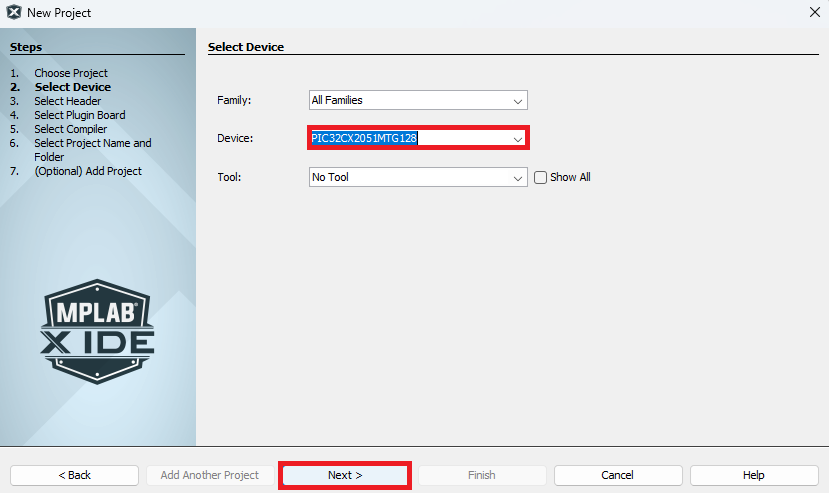 New Project
Steps
1. Choose Project
2. Select Device
3. Select Header
4. Select Plugin Board
5. Select Compiler
6. Select Project Name and
Folder
7. (Optional) Add Project
MPLAB®
X IDE
Select Device
Family: All Families
Device: PIC32CX2051MTG128
Tool: No Tool Show All
< Back Add Another Project Next > Finish Cancel Help